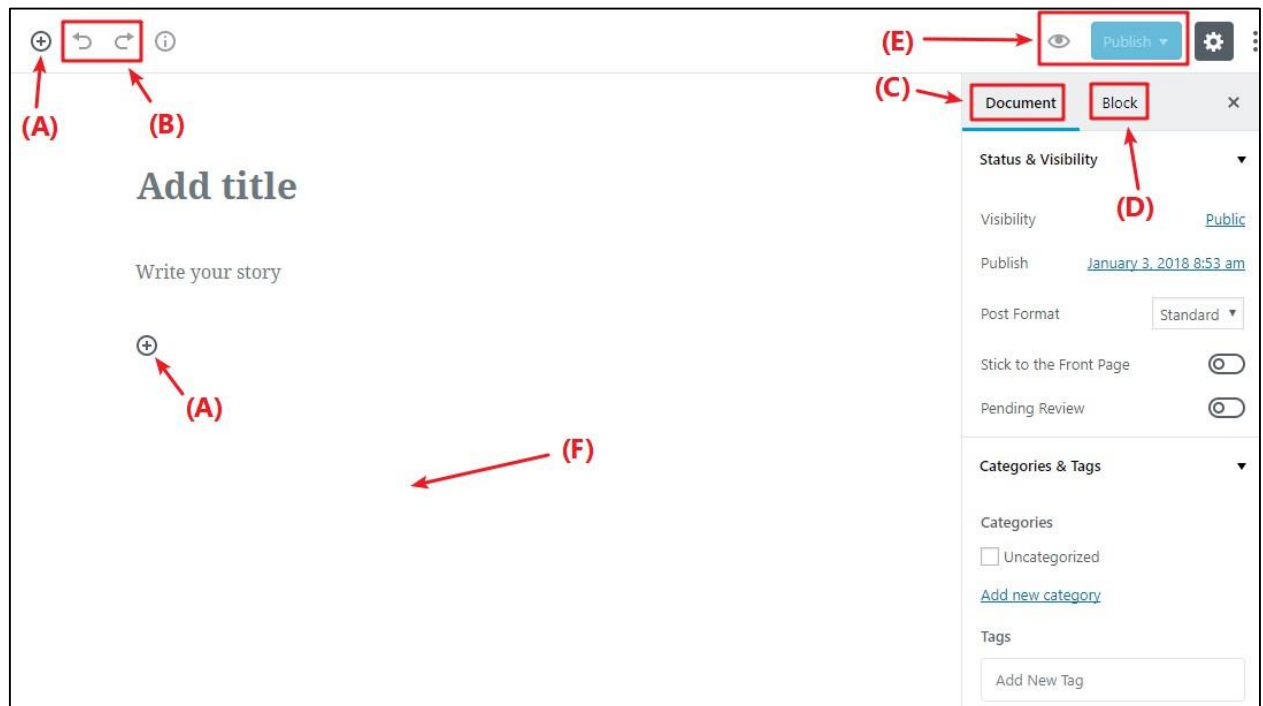 (E)
Publish
(A)
(B)
(C)
Document
Block
Add title
Status & Visibility
(D)
Visibility
Public
Write your story
Publish
January 3, 2018 8:53 am
Post Format
Standard
(A)
Stick to the Front Page
Pending Review
(F)
Categories & Tags
Categories
Uncategorized
Add new category
Tags
Add New Tag